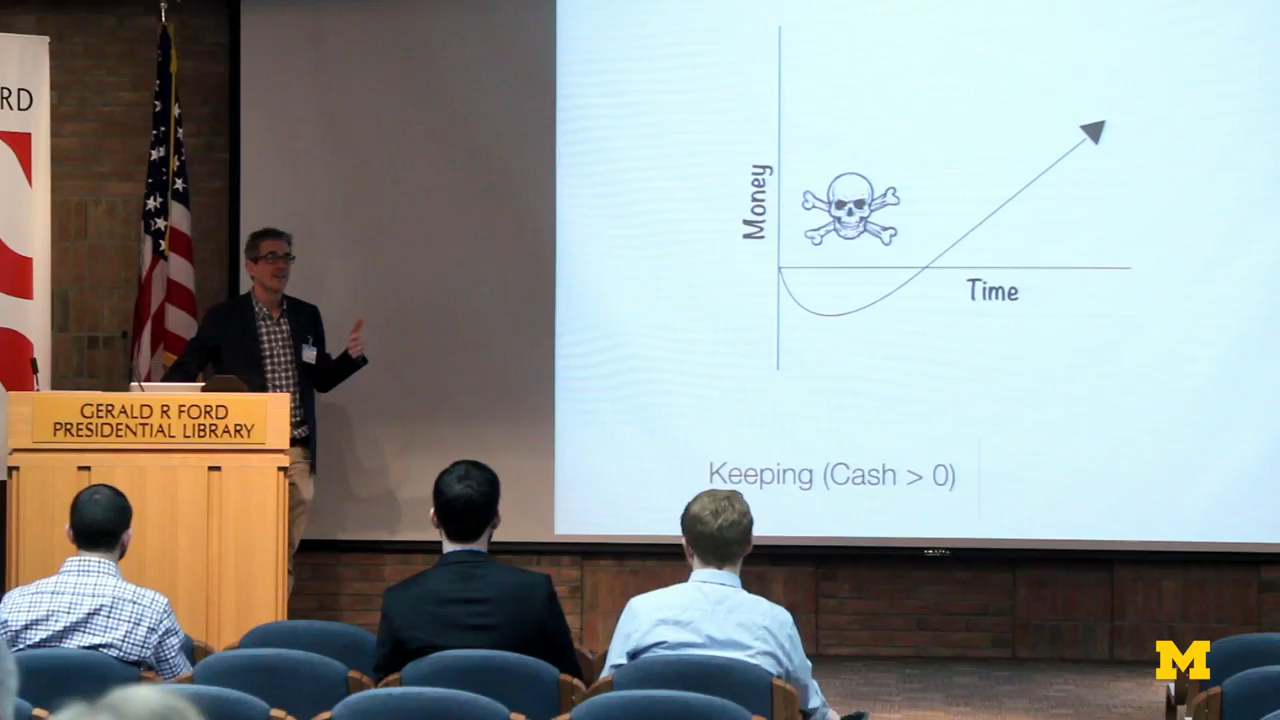 RD
Money
Time
Keeping (Cash > 0)
GERALD R FORD
PRESIDENTIAL LIBRARY
M